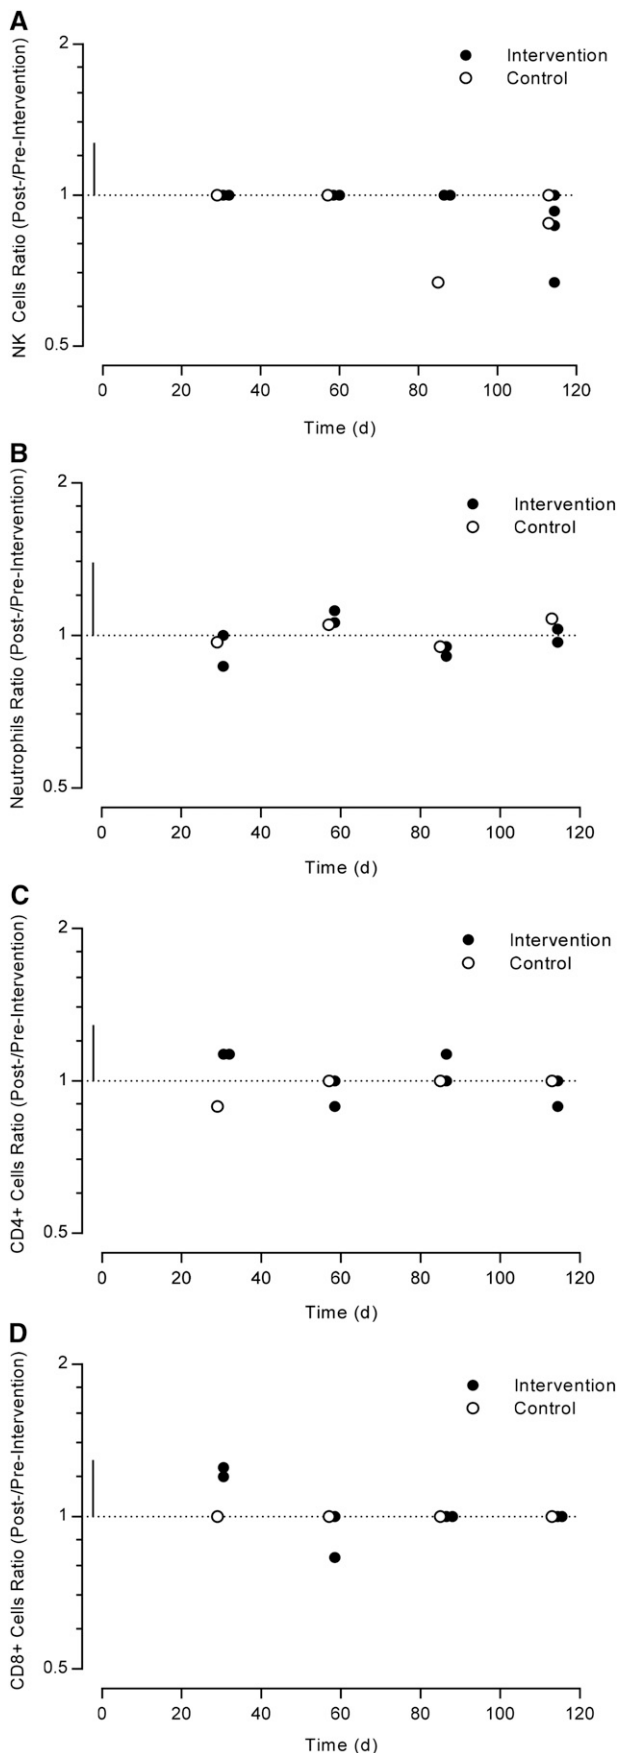 A
NK Cells Ratio (Post-/Pre-Intervention)
2
1
0.5
Intervention
Control
0 20 40 60 80 100 120
Time (d)
B
Neutrophils Ratio (Post-/Pre-Intervention)
2
1
0.5
Intervention
Control
0 20 40 60 80 100 120
Time (d)
C
CD4+ Cells Ratio (Post-/Pre-Intervention)
2
1
0.5
Intervention
Control
0 20 40 60 80 100 120
Time (d)
D
CD8+ Cells Ratio (Post-/Pre-Intervention)
2
1
0.5
Intervention
Control
0 20 40 60 80 100 120
Time (d)